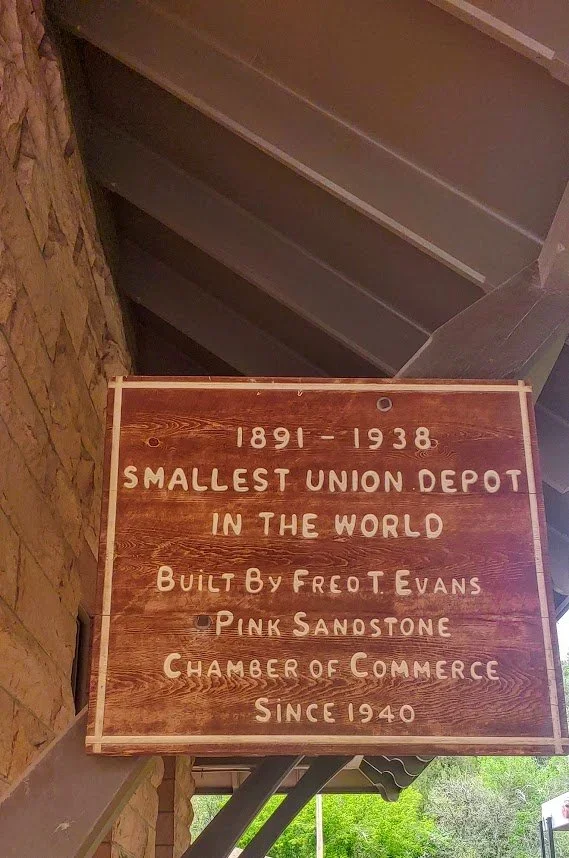 1891 - 1938
SMALLEST UNION DEPOT
IN THE WORLD
BUILT BY FRED T. EVANS
PINK SANDSTONE
CHAMBER OF COMMERCE
SINCE 1940